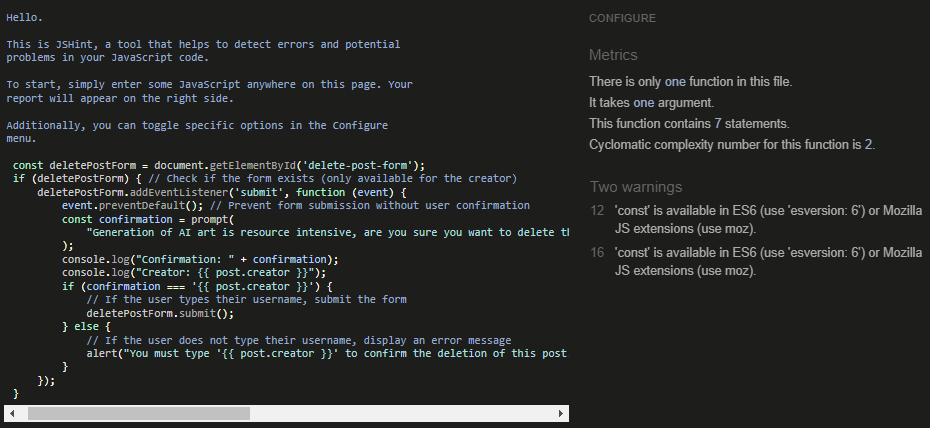 Hello.
This is JSHint, a tool that helps to detect errors and potential
problems in your JavaScript code.
To start, simply enter some JavaScript anywhere on this page. Your
report will appear on the right side.
Additionally, you can toggle specific options in the Configure
menu.
const deletePostForm = document.getElementById('delete-post-form');
if (deletePostForm) { // Check if the form exists (only available for the creator)
deletePostForm.addEventListener('submit', function (event) {
event.preventDefault(); // Prevent form submission without user confirmation
const confirmation = prompt(
"Generation of AI art is resource intensive, are you sure you want to delete
);
console.log("Confirmation: " + confirmation);
console.log("Creator: {{ post.creator }}");
if (confirmation === '{{ post.creator }}') {
// If the user types their username, submit the form
deletePostForm.submit();
} else {
// If the user does not type their username, display an error message
alert("You must type '{{ post.creator }}' to confirm the deletion of this post
}
});
}
CONFIGURE
Metrics
There is only one function in this file.
It takes one argument.
This function contains 7 statements.
Cyclomatic complexity number for this function is 2.
Two warnings
12 'const' is available in ES6 (use 'esversion: 6') or Mozilla
JS extensions (use moz).
16 'const' is available in ES6 (use 'esversion: 6') or Mozilla
JS extensions (use moz).